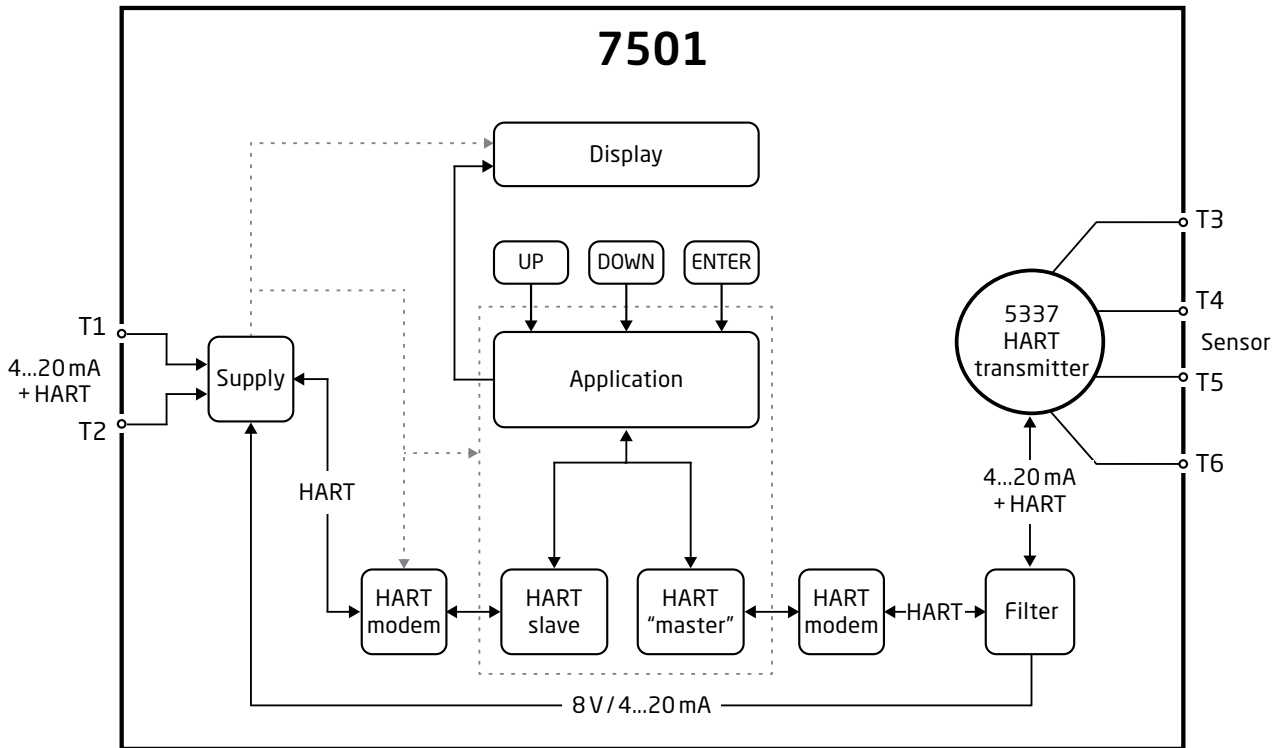 7501
Display
UP
DOWN
ENTER
T1
4...20 mA
+ HART
T2
Supply
Application
5337
HART
transmitter
T3
T4
Sensor
T5
T6
HART
4...20 mA
+ HART
HART
modem
HART
slave
HART
“master”
HART
modem
HART
Filter
8 V / 4...20 mA